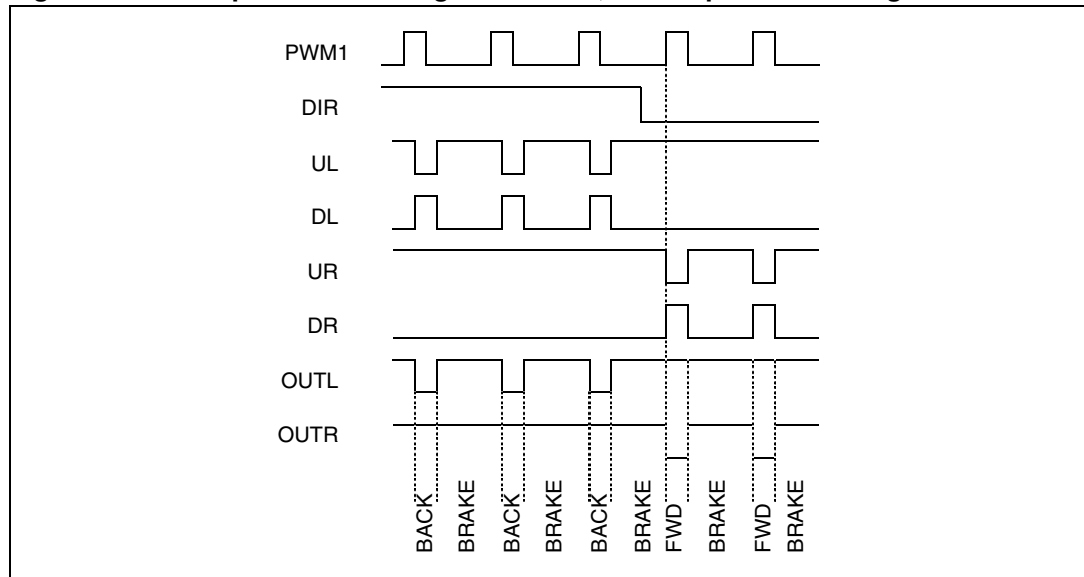 PWM1
DIR
UL
DL
UR
DR
OUTL
OUTR
BACK
BRAKE
BACK
BRAKE
BACK
BRAKE
FWD
BRAKE
FWD
BRAKE